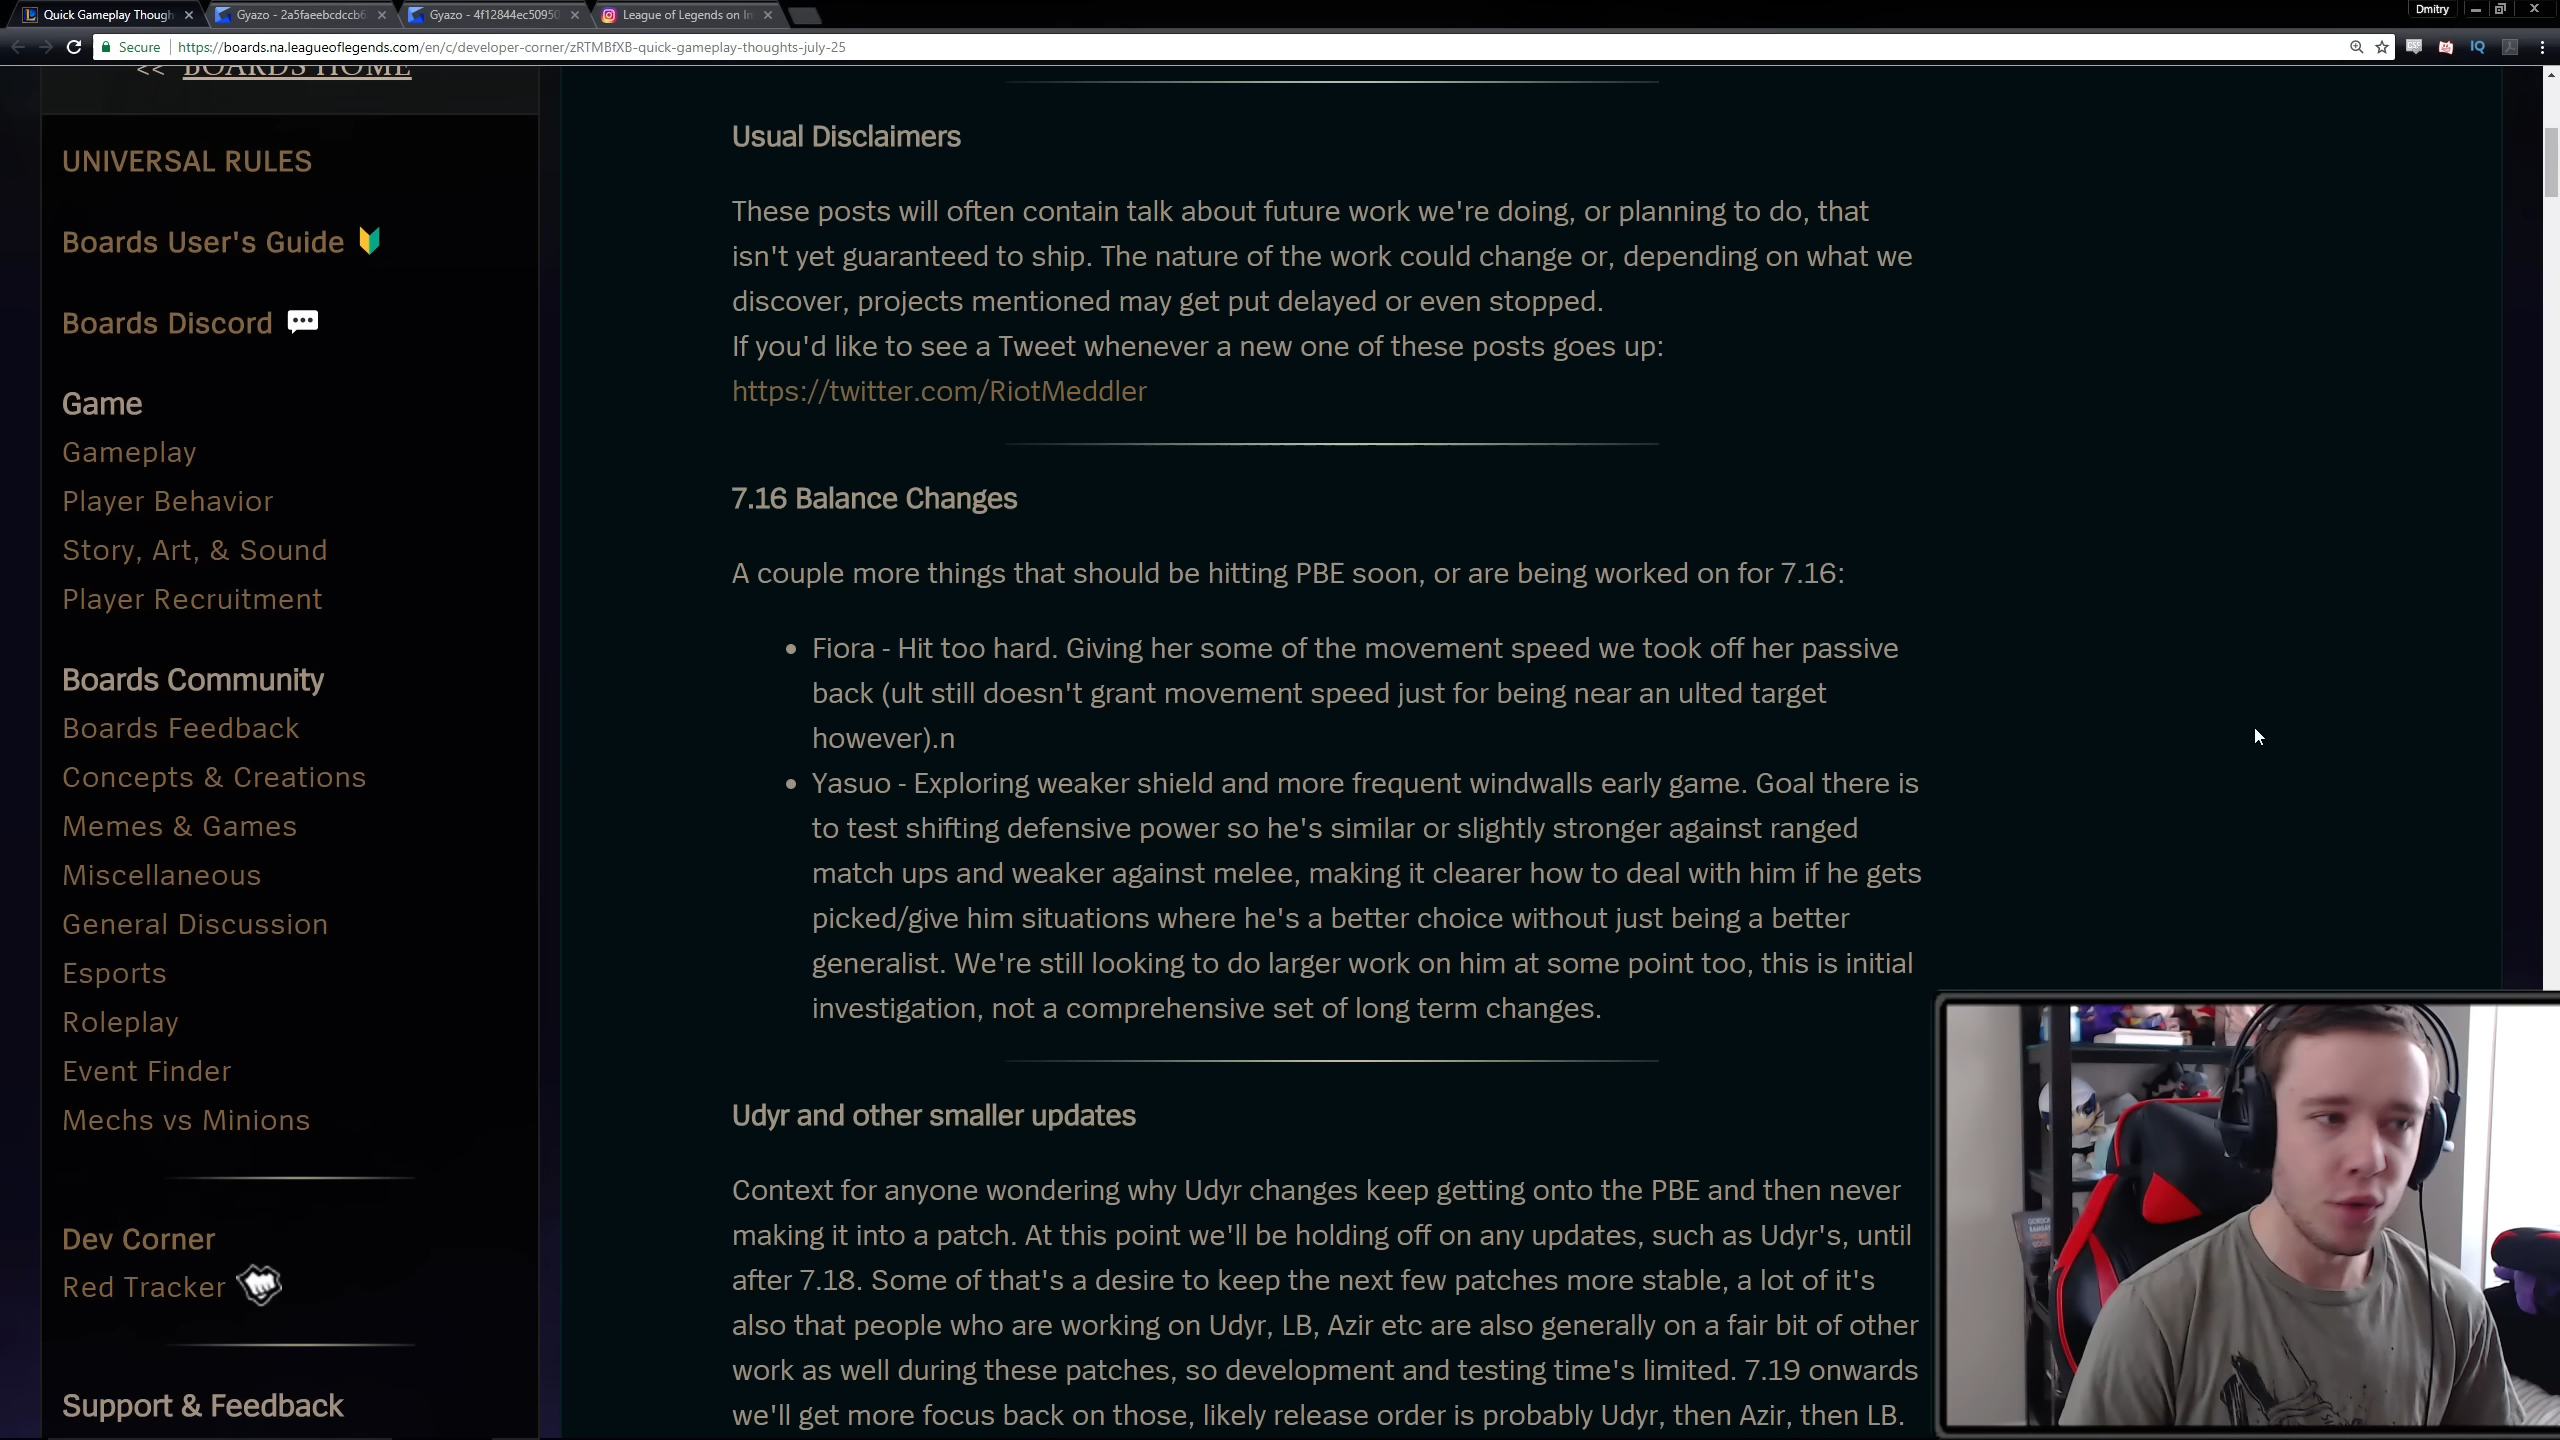 Quick Gameplay Though
Gyazo - 2a5faeebcdccb6
Gyazo - 4f12844ec50950
League of Legends on In
Dmitry
Secure
https://boards.na.leagueoflegends.com/en/c/developer-corner/zRTMBfXB-quick-gameplay-thoughts-july-25
IQ
<< BOARDS HOME
UNIVERSAL RULES
Boards User's Guide
Boards Discord
Game
Gameplay
Player Behavior
Story, Art, & Sound
Player Recruitment
Boards Community
Boards Feedback
Concepts & Creations
Memes & Games
Miscellaneous
General Discussion
Esports
Roleplay
Event Finder
Mechs vs Minions
Dev Corner
Red Tracker
Support & Feedback
Usual Disclaimers
These posts will often contain talk about future work we're doing, or planning to do, that
isn't yet guaranteed to ship. The nature of the work could change or, depending on what we
discover, projects mentioned may get put delayed or even stopped.
If you'd like to see a Tweet whenever a new one of these posts goes up:
https://twitter.com/RiotMeddler
7.16 Balance Changes
A couple more things that should be hitting PBE soon, or are being worked on for 7.16:
• Fiora - Hit too hard. Giving her some of the movement speed we took off her passive
back (ult still doesn't grant movement speed just for being near an ulted target
however).n
• Yasuo - Exploring weaker shield and more frequent windwalls early game. Goal there is
to test shifting defensive power so he's similar or slightly stronger against ranged
match ups and weaker against melee, making it clearer how to deal with him if he gets
picked/give him situations where he's a better choice without just being a better
generalist. We're still looking to do larger work on him at some point too, this is initial
investigation, not a comprehensive set of long term changes.
Udyr and other smaller updates
Context for anyone wondering why Udyr changes keep getting onto the PBE and then never
making it into a patch. At this point we'll be holding off on any updates, such as Udyr's, until
after 7.18. Some of that's a desire to keep the next few patches more stable, a lot of it's
also that people who are working on Udyr, LB, Azir etc are also generally on a fair bit of other
work as well during these patches, so development and testing time's limited. 7.19 onwards
we'll get more focus back on those, likely release order is probably Udyr, then Azir, then LB.